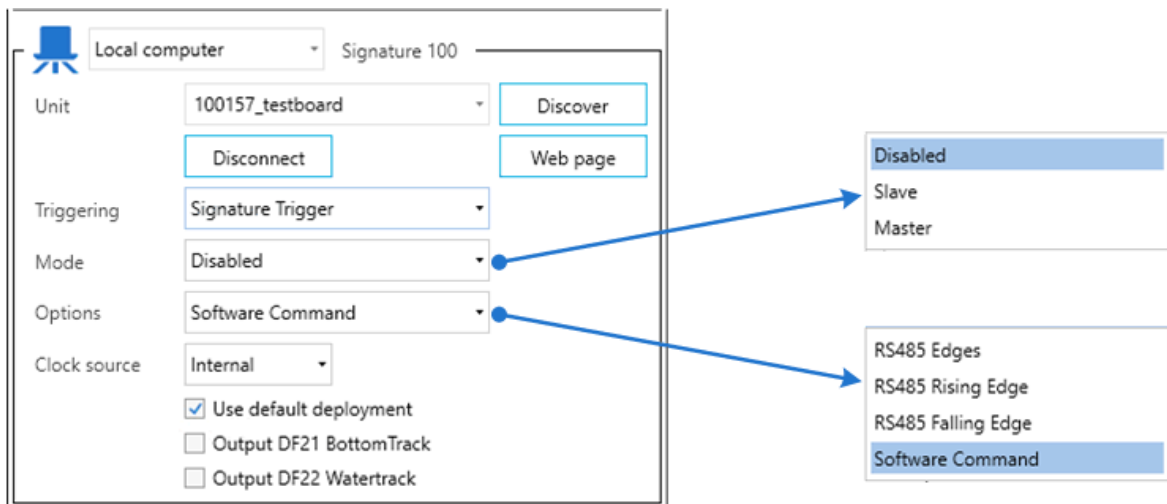 Local computer Signature 100
Unit 100157_testboard Discover
Disconnect Web page
Triggering Signature Trigger
Mode Disabled
Options Software Command
Clock source Internal
Use default deployment
Output DF21 BottomTrack
Output DF22 Watertrack
Disabled
Slave
Master
RS485 Edges
RS485 Rising Edge
RS485 Falling Edge
Software Command